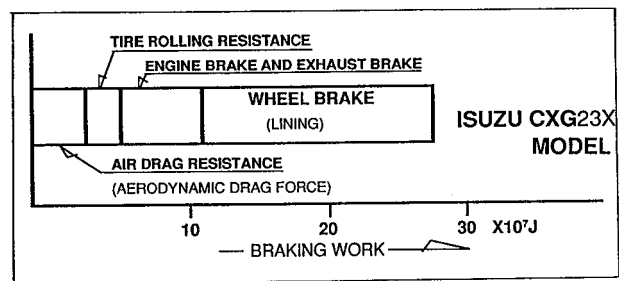 TIRE ROLLING RESISTANCE
ENGINE BRAKE AND EXHAUST BRAKE
WHEEL BRAKE
(LINING)
ISUZU CXG23X
MODEL
AIR DRAG RESISTANCE
(AERODYNAMIC DRAG FORCE)
10 20 30 X10⁷J
BRAKING WORK